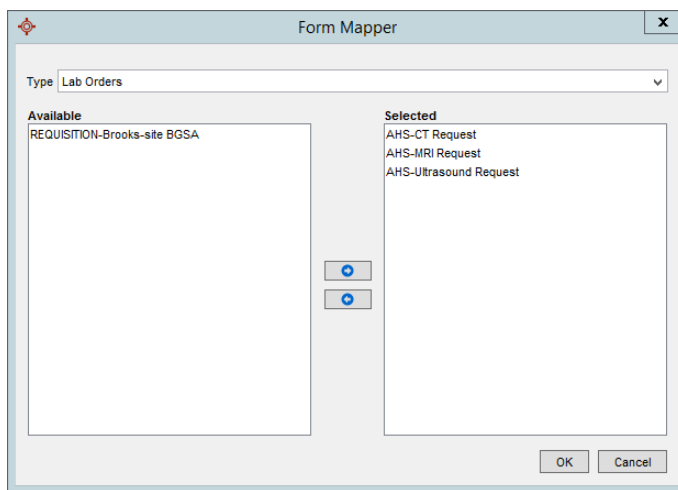 Form Mapper
x
Type Lab Orders
Available
REQUISITION-Brooks-site BGSA
Selected
AHS-CT Request
AHS-MRI Request
AHS-Ultrasound Request
OK Cancel